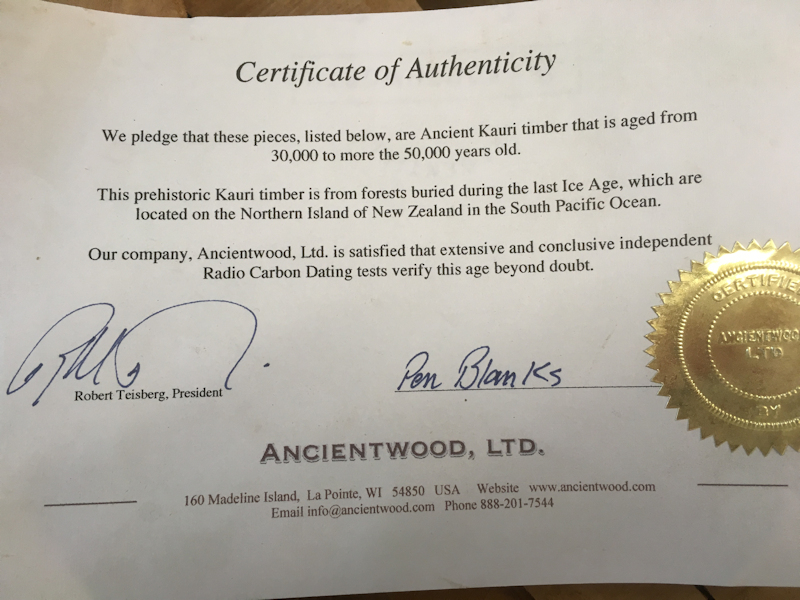 Certificate of Authenticity
We pledge that these pieces, listed below, are Ancient Kauri timber that is aged from
30,000 to more the 50,000 years old.
This prehistoric Kauri timber is from forests buried during the last Ice Age, which are
located on the Northern Island of New Zealand in the South Pacific Ocean.
Our company, Ancientwood, Ltd. is satisfied that extensive and conclusive independent
Radio Carbon Dating tests verify this age beyond doubt.
Robert Teisberg, President
Pen Blanks
CERTIFIED
ANCIENTWOOD
LTD
BY
ANCIENTWOOD, LTD.
160 Madeline Island, La Pointe, WI 54850 USA Website www.ancientwood.com
Email info@ancientwood.com Phone 888-201-7544